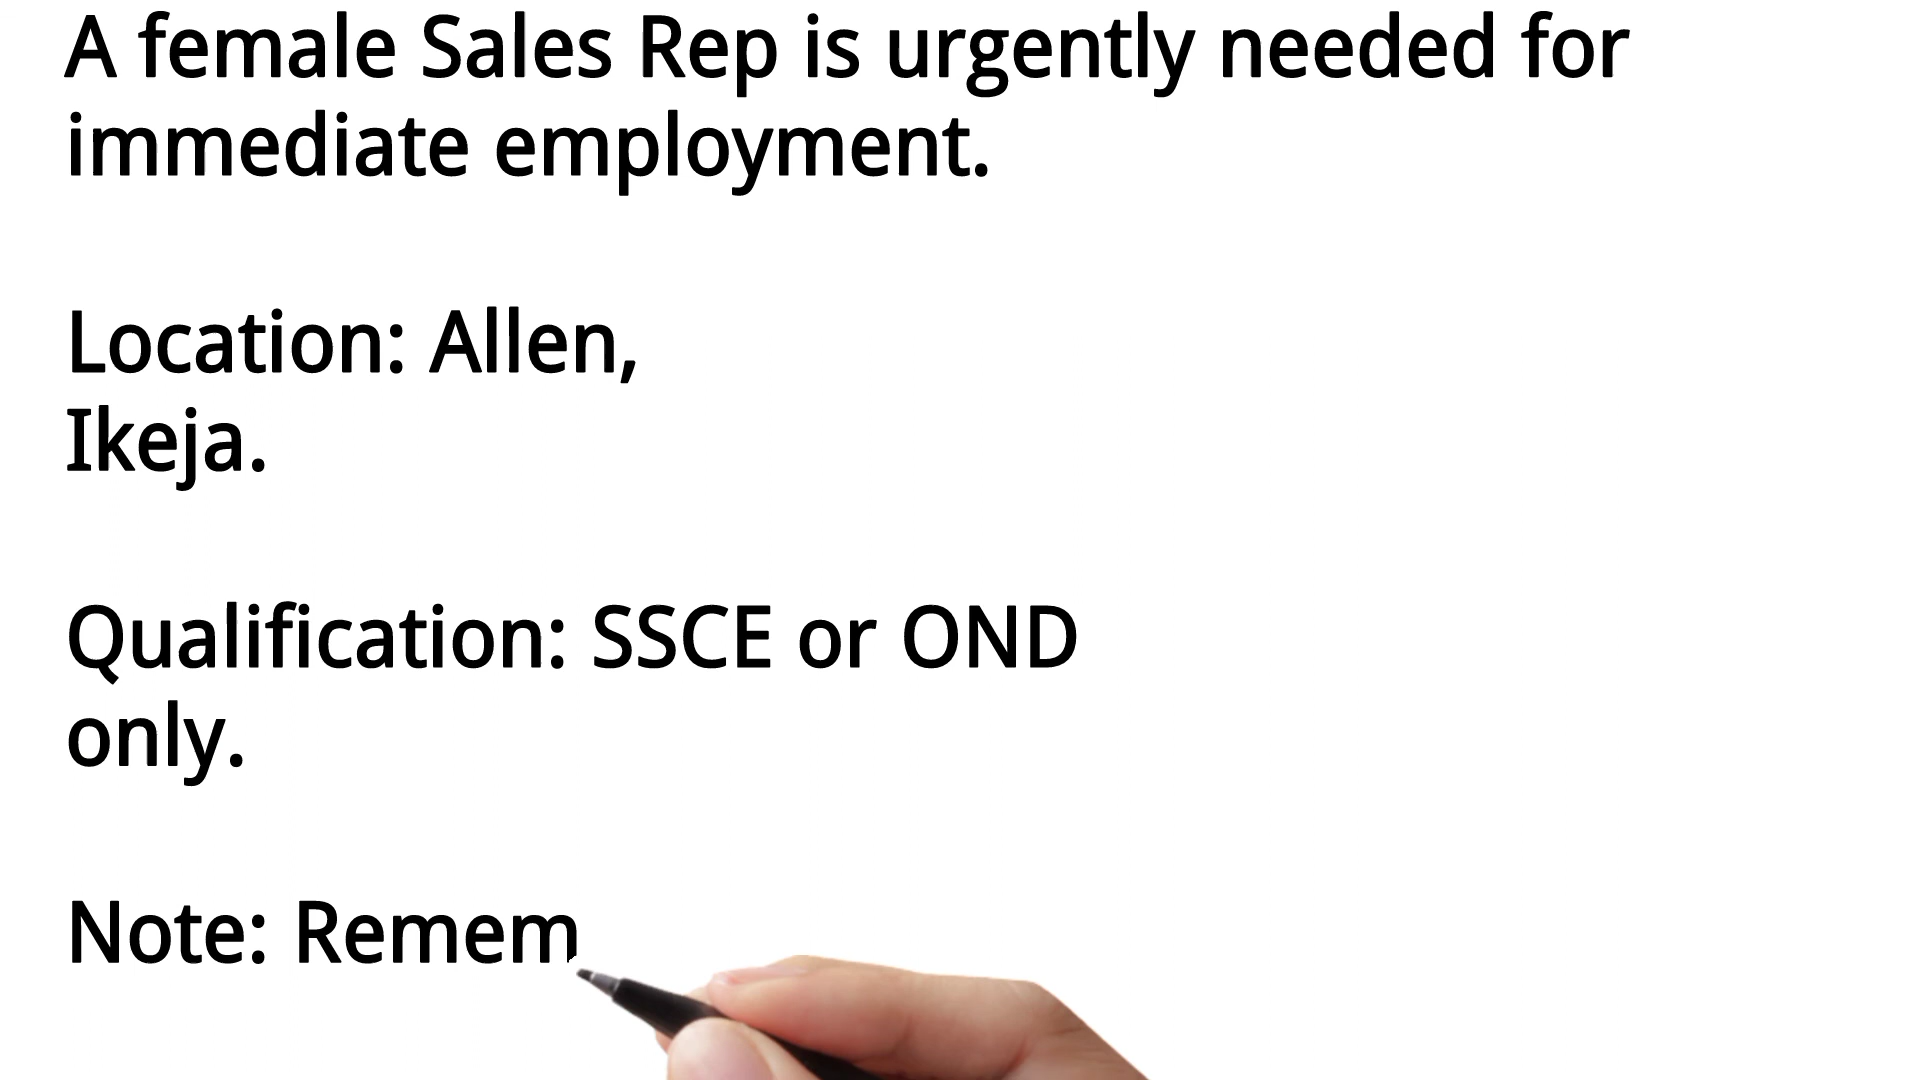 A female Sales Rep is urgently needed for
immediate employment.
Location: Allen,
Ikeja.
Qualification: SSCE or OND
only.
Note: Remem